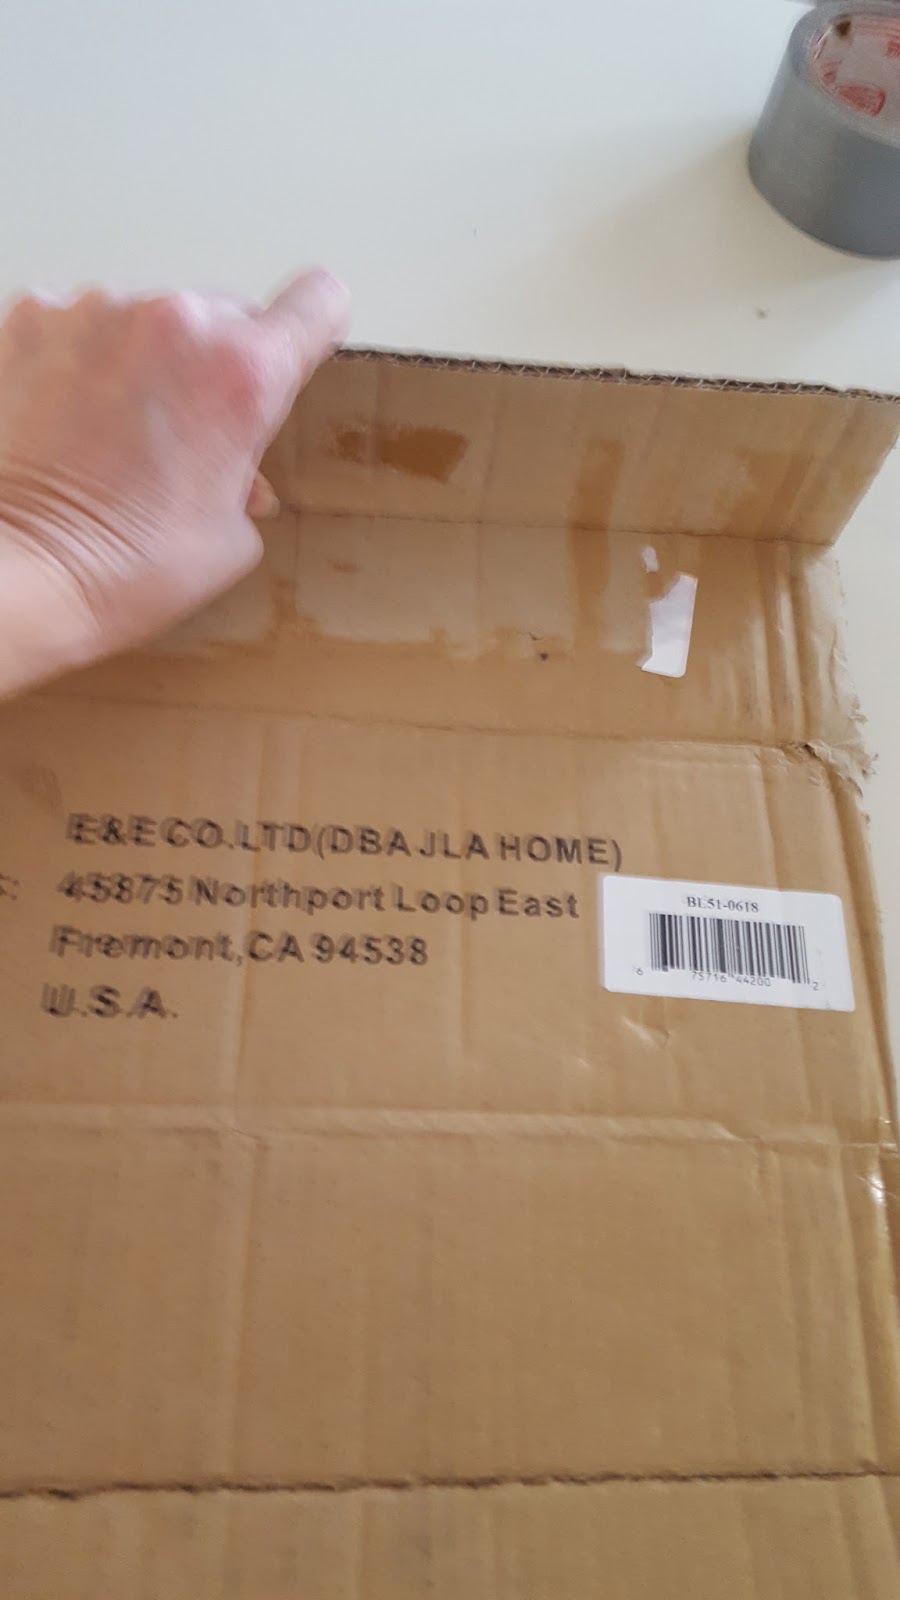 E&E CO.LTD(DBA JLA HOME)
: 45875 Northport Loop East
Fremont, CA 94538
U.S.A.
BL51-0618
6 75716 44200 2